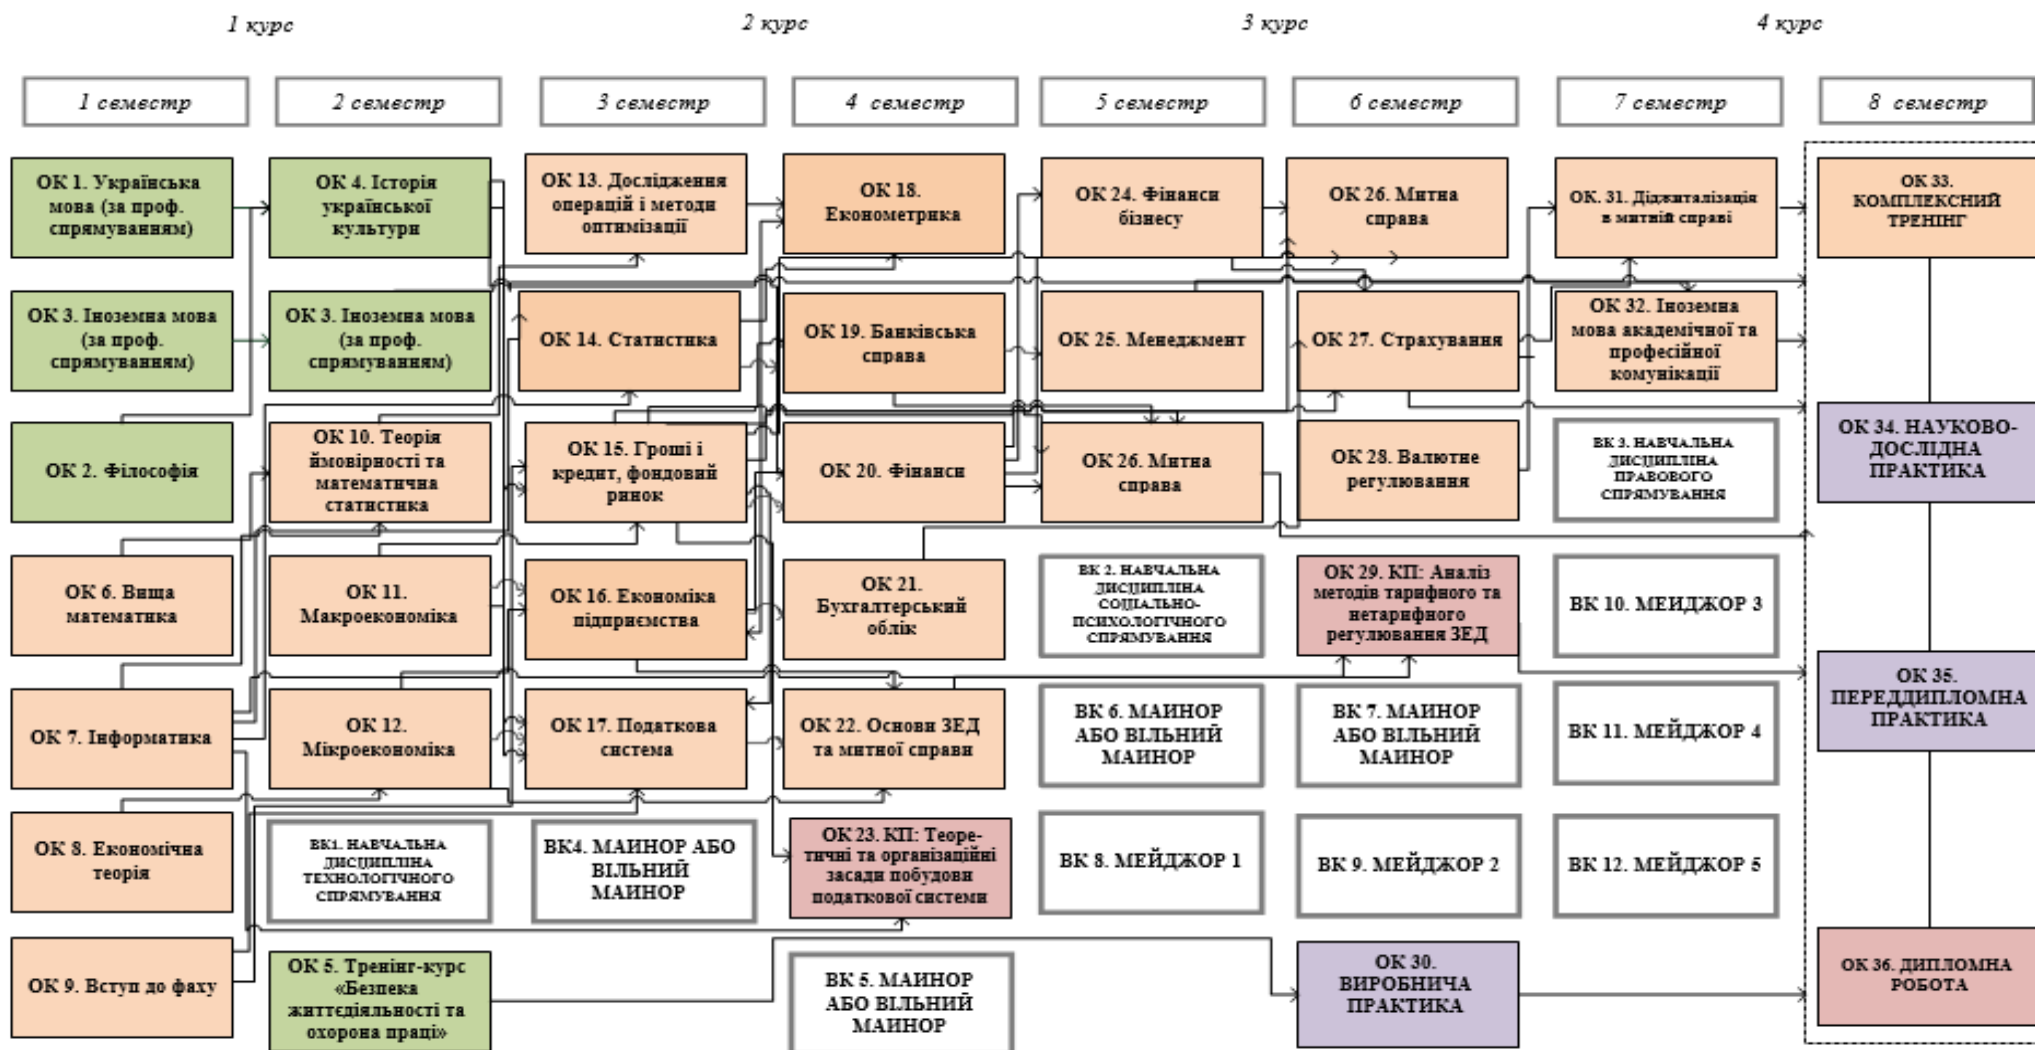 1 курс
2 курс
3 курс
4 курс
1 семестр
2 семестр
3 семестр
4 семестр
5 семестр
6 семестр
7 семестр
8 семестр
ОК 1. Українська
мова (за проф.
спрямуванням)
ОК 3. Іноземна мова
(за проф.
спрямуванням)
ОК 2. Філософія
ОК 6. Вища
математика
ОК 7. Інформатика
ОК 8. Економічна
теорія
ОК 9. Вступ до фаху
ОК 4. Історія
української
культури
ОК 3. Іноземна мова
(за проф.
спрямуванням)
ОК 10. Теорія
ймовірності та
математична
статистика
ОК 11.
Макроекономіка
ОК 12.
Мікроекономіка
ВК1. НАВЧАЛЬНА
ДИСЦИПЛІНА
ТЕХНОЛОГІЧНОГО
СПРЯМУВАННЯ
ОК 5. Тренінг-курс
«Безпека
життєдіяльності та
охорона праці»
ОК 13. Дослідження
операцій і методи
оптимізації
ОК 14. Статистика
ОК 15. Гроші і
кредит, фондовий
ринок
ОК 16. Економіка
підприємства
ОК 17. Податкова
система
ВК4. МАЙНОР АБО
ВІЛЬНИЙ
МАЙНОР
ОК 18.
Економетрика
ОК 19. Банківська
справа
ОК 20. Фінанси
ОК 21.
Бухгалтерський
облік
ОК 22. Основи ЗЕД
та митної справи
ОК 23. КП: Теоре-
тичні та організаційні
засади побудови
податкової системи
ВК 5. МАЙНОР
АБО ВІЛЬНИЙ
МАЙНОР
ОК 24. Фінанси
бізнесу
ОК 25. Менеджмент
ОК 26. Митна
справа
ВК 2. НАВЧАЛЬНА
ДИСЦИПЛІНА
СОЦІАЛЬНО-
ПСИХОЛОГІЧНОГО
СПРЯМУВАННЯ
ВК 6. МАЙНОР
АБО ВІЛЬНИЙ
МАЙНОР
ВК 8. МЕЙДЖОР 1
ОК 26. Митна
справа
ОК 27. Страхування
ОК 28. Валютне
регулювання
ОК 29. КП: Аналіз
методів тарифного та
нетарифного
регулювання ЗЕД
ВК 7. МАЙНОР
АБО ВІЛЬНИЙ
МАЙНОР
ВК 9. МЕЙДЖОР 2
ОК 30.
ВИРОБНИЧА
ПРАКТИКА
ОК. 31. Діджиталізація
в митній справі
ОК 32. Іноземна
мова академічної та
професійної
комунікації
ВК 3. НАВЧАЛЬНА
ДИСЦИПЛІНА
ПРАВОВОГО
СПРЯМУВАННЯ
ВК 10. МЕЙДЖОР 3
ВК 11. МЕЙДЖОР 4
ВК 12. МЕЙДЖОР 5
ОК 33.
КОМПЛЕКСНИЙ
ТРЕНІНГ
ОК 34. НАУКОВО-
ДОСЛІДНА
ПРАКТИКА
ОК 35.
ПЕРЕДДИПЛОМНА
ПРАКТИКА
ОК 36. ДИПЛОМНА
РОБОТА